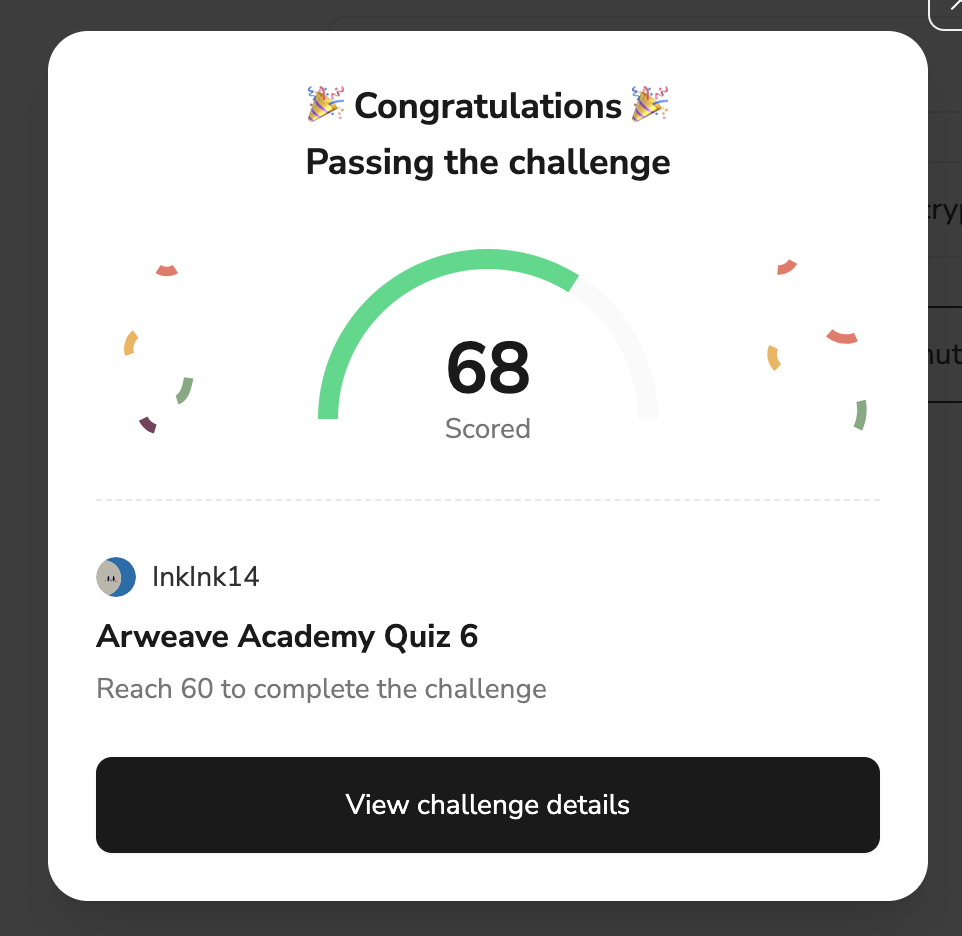 🎉 Congratulations 🎉
Passing the challenge
68
Scored
InkInk14
Arweave Academy Quiz 6
Reach 60 to complete the challenge
View challenge details